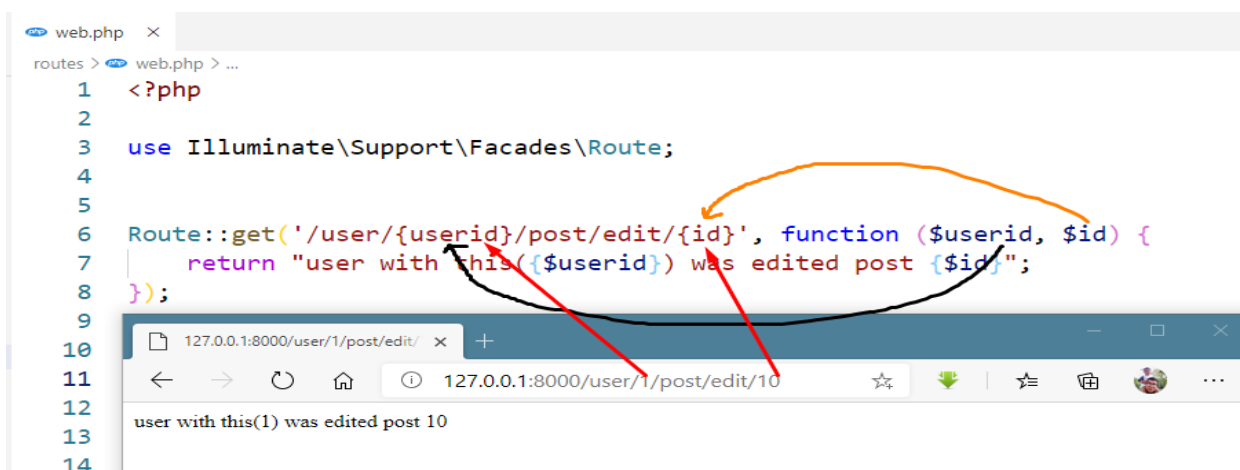 web.php ×
routes > web.php > ...
1 <?php
2
3 use Illuminate\Support\Facades\Route;
4
5
6 Route::get('/user/{userid}/post/edit/{id}', function ($userid, $id) {
7 return "user with this({$userid}) was edited post {$id}";
8 });
9
10
11
12
13
14
127.0.0.1:8000/user/1/post/edit/
127.0.0.1:8000/user/1/post/edit/10
user with this(1) was edited post 10